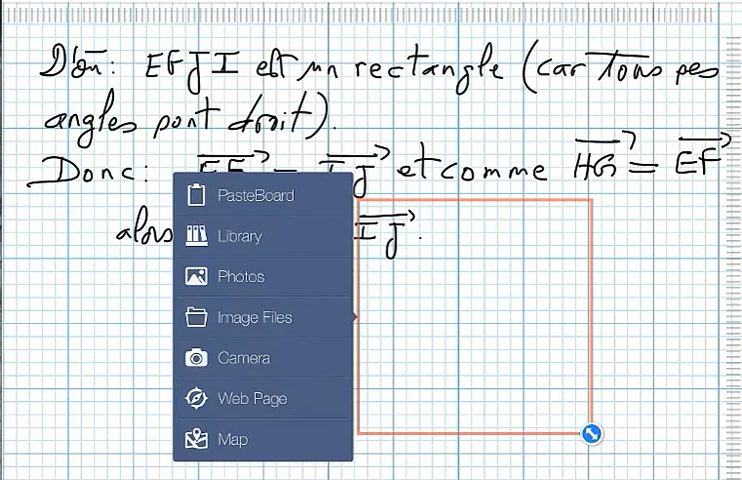 D'où: EFJI est un rectangle (car tous ses
angles sont droit).
Donc: EF = IJ et comme HG = EF
alors IJ.
PasteBoard
Library
Photos
Image Files
Camera
Web Page
Map